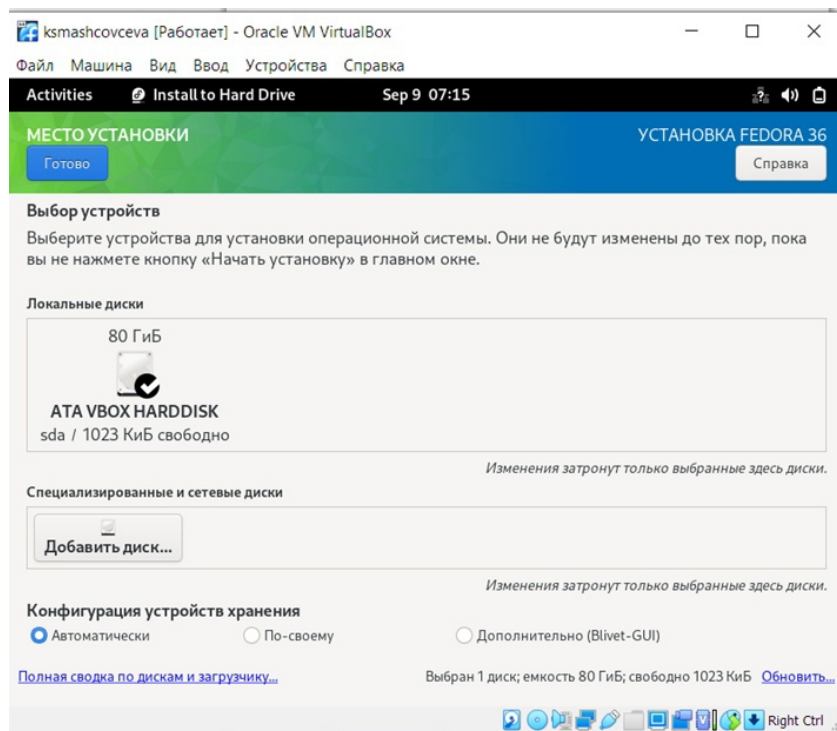 ksmashcovceva [Работает] - Oracle VM VirtualBox
Файл Машина Вид Ввод Устройства Справка
Activities Install to Hard Drive Sep 9 07:15
МЕСТО УСТАНОВКИ УСТАНОВКА FEDORA 36
Готово Справка
Выбор устройств
Выберите устройства для установки операционной системы. Они не будут изменены до тех пор, пока
вы не нажмете кнопку «Начать установку» в главном окне.
Локальные диски
80 ГиБ
ATA VBOX HARDDISK
sda / 1023 КиБ свободно
Изменения затронут только выбранные здесь диски.
Специализированные и сетевые диски
Добавить диск...
Изменения затронут только выбранные здесь диски.
Конфигурация устройств хранения
Автоматически По-своему Дополнительно (Blivet-GUI)
Полная сводка по дискам и загрузчику... Выбран 1 диск; емкость 80 ГиБ; свободно 1023 КиБ Обновить...
Right Ctrl